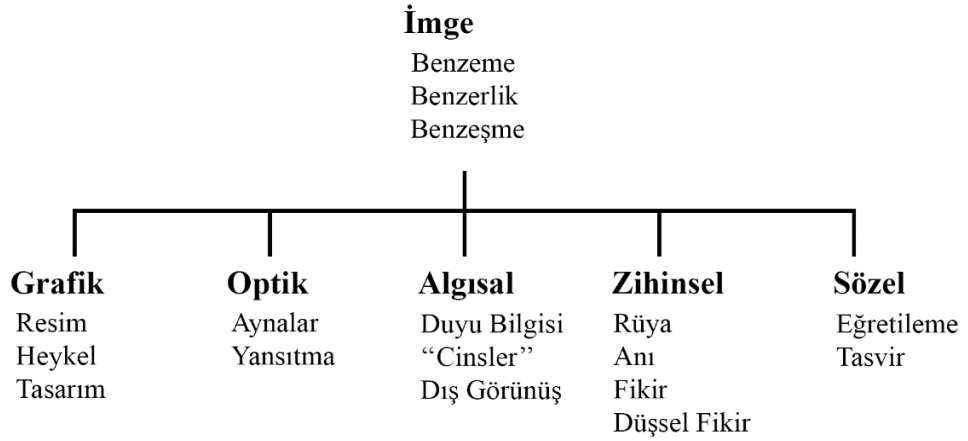 İmge
Benzeme
Benzerlik
Benzeşme
Grafik
Resim
Heykel
Tasarım
Optik
Aynalar
Yansıtma
Algısal
Duyu Bilgisi
“Cinsler”
Dış Görünüş
Zihinsel
Rüya
Anı
Fikir
Düşsel Fikir
Sözel
Eğretileme
Tasvir